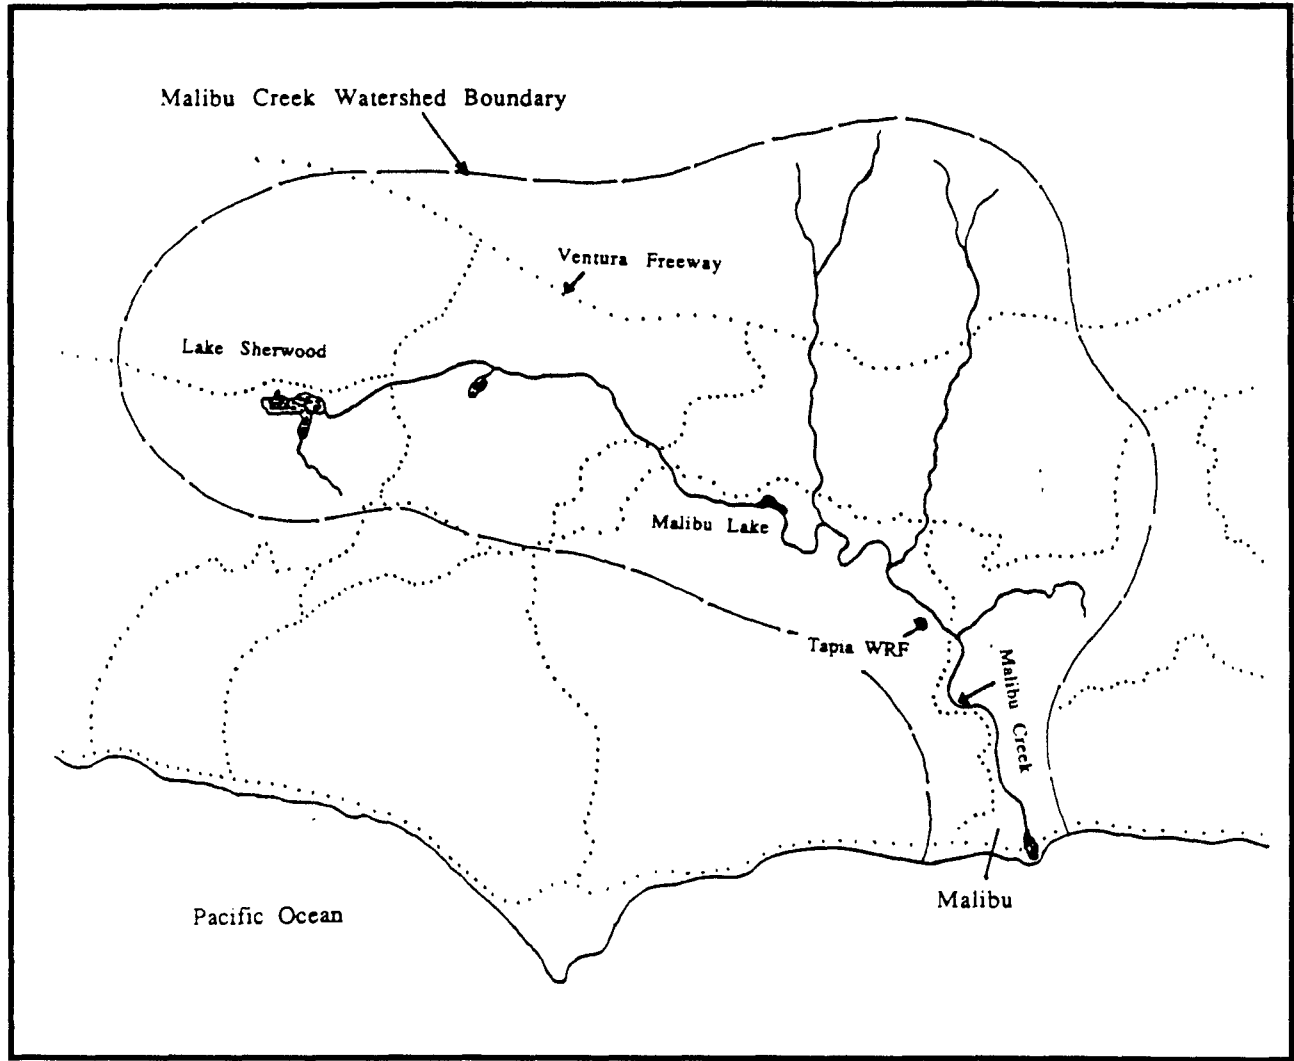 Malibu Creek Watershed Boundary
Ventura Freeway
Lake Sherwood
Malibu Lake
Tapia WRF
Malibu Creek
Malibu
Pacific Ocean